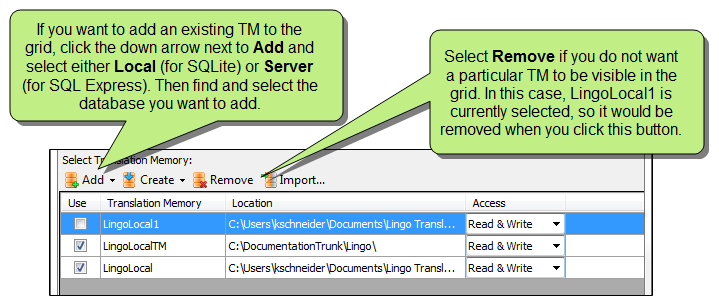 If you want to add an existing TM to the
grid, click the down arrow next to Add and
select either Local (for SQLite) or Server
(for SQL Express). Then find and select the
database you want to add.
Select Remove if you do not want
a particular TM to be visible in the
grid. In this case, LingoLocal1 is
currently selected, so it would be
removed when you click this button.
Select Translation Memory:
Add Create Remove Import...
Use Translation Memory Location Access
LingoLocal1 C:\Users\kschneider\Documents\Lingo Transl... Read & Write
LingoLocalTM C:\DocumentationTrunk\Lingo\ Read & Write
LingoLocal C:\Users\kschneider\Documents\Lingo Transl... Read & Write